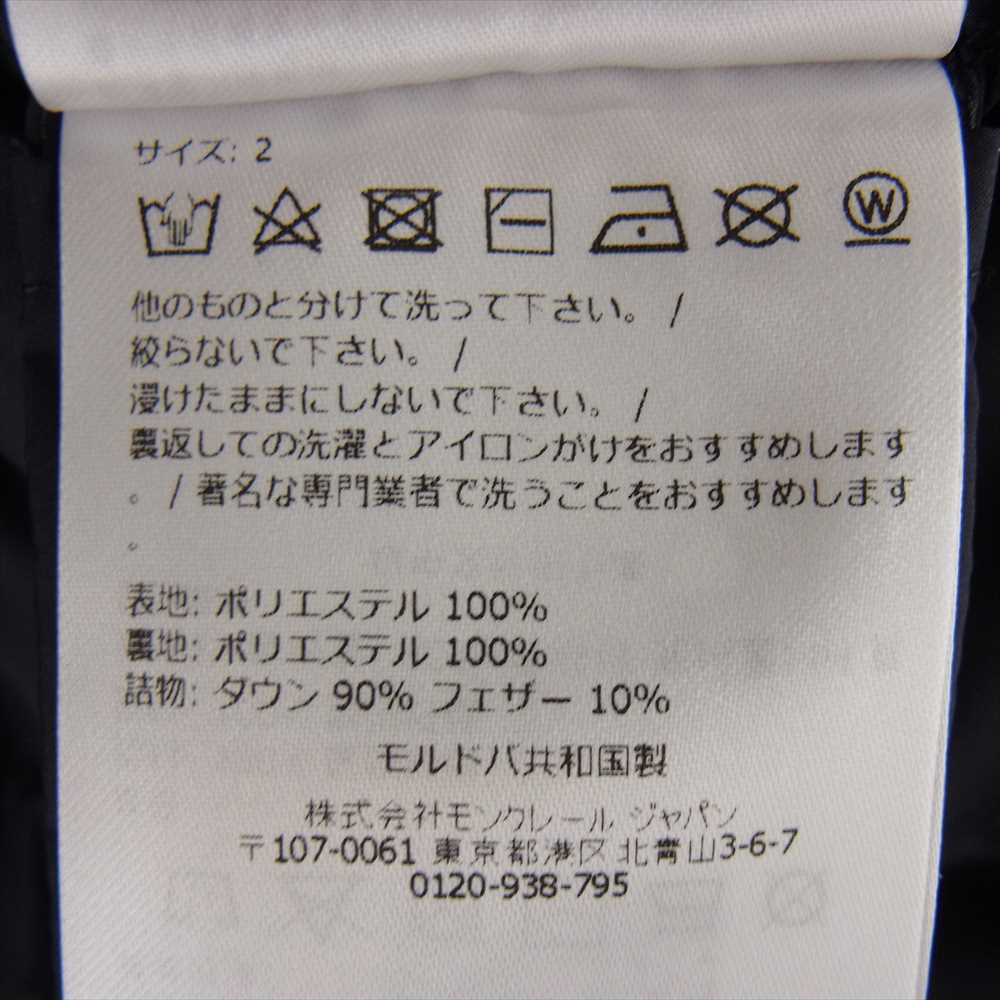 サイズ: 2
W
他のものと分けて洗って下さい。 /
絞らないで下さい。 /
浸けたままにしないで下さい。 /
裏返しての洗濯とアイロンがけをおすすめします
。 / 著名な専門業者で洗うことをおすすめします
。
表地: ポリエステル 100%
裏地: ポリエステル 100%
詰物: ダウン 90% フェザー 10%
モルドバ共和国製
株式会社モンクレール ジャパン
〒107-0061 東京都港区北青山3-6-7
0120-938-795